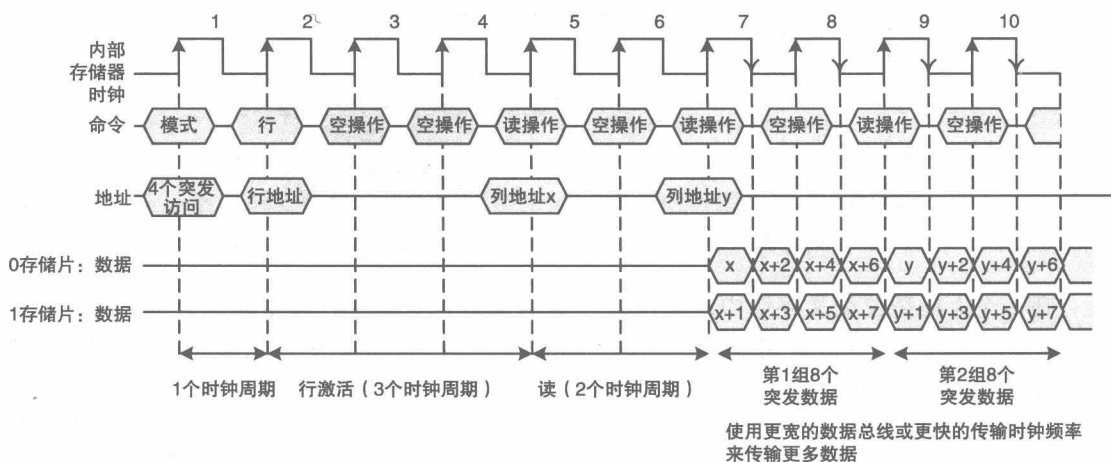 1 2 3 4 5 6 7 8 9 10
内部
存储器
时钟
命令 模式 行 空操作 空操作 读操作 空操作 读操作 空操作 读操作 空操作
地址 4个突发 行地址 列地址x 列地址y
访问
0存储片：数据 x x+2 x+4 x+6 y y+2 y+4 y+6
1存储片：数据 x+1 x+3 x+5 x+7 y+1 y+3 y+5 y+7
1个时钟周期 行激活（3个时钟周期） 读（2个时钟周期） 第1组8个 第2组8个
突发数据 突发数据
使用更宽的数据总线或更快的传输时钟频率
来传输更多数据